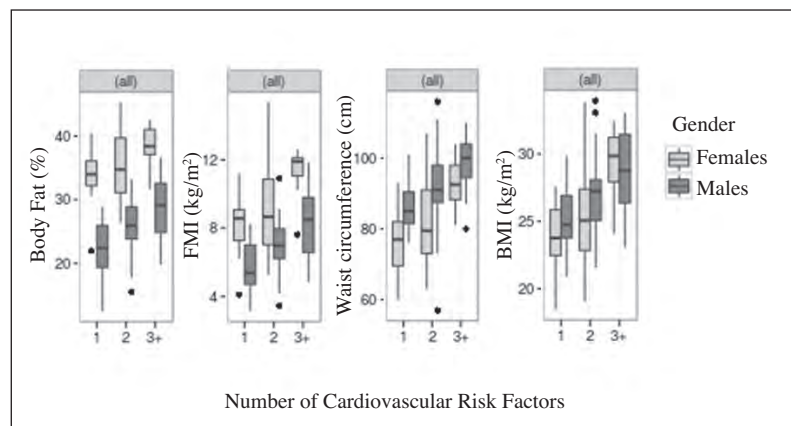 (all)
(all)
(all)
(all)
Body Fat (%)
40
30
20
1
2
3+
FMI (kg/m²)
12
8
4
1
2
3+
Waist circumference (cm)
100
80
60
1
2
3+
BMI (kg/m²)
30
25
20
1
2
3+
Gender
Females
Males
Number of Cardiovascular Risk Factors